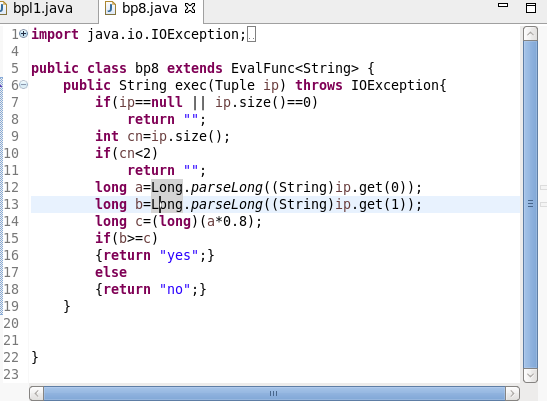 bpl1.java bp8.java
1 import java.io.IOException;
4
5 public class bp8 extends EvalFunc<String> {
6 public String exec(Tuple ip) throws IOException{
7 if(ip==null || ip.size()==0)
8 return "";
9 int cn=ip.size();
10 if(cn<2)
11 return "";
12 long a=Long.parseLong((String)ip.get(0));
13 long b=Long.parseLong((String)ip.get(1));
14 long c=(long)(a*0.8);
15 if(b>=c)
16 {return "yes";}
17 else
18 {return "no";}
19 }
20
21
22 }
23